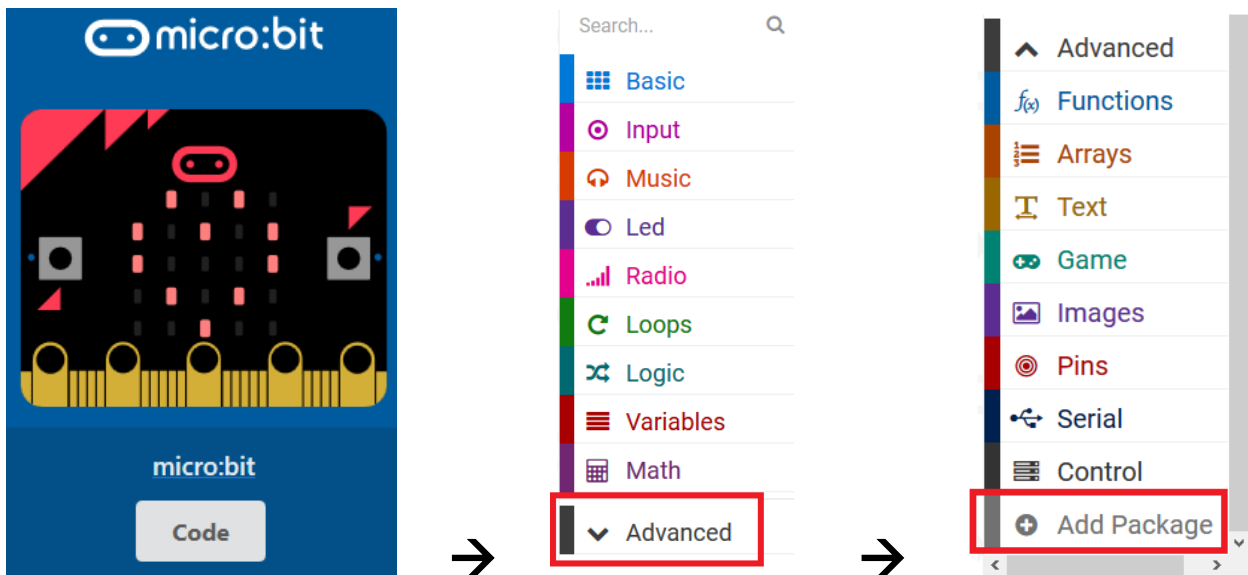 micro:bit
micro:bit
Code
Search...
Basic
Input
Music
Led
Radio
Loops
Logic
Variables
Math
Advanced
Advanced
f(x) Functions
Arrays
Text
Game
Images
Pins
Serial
Control
Add Package